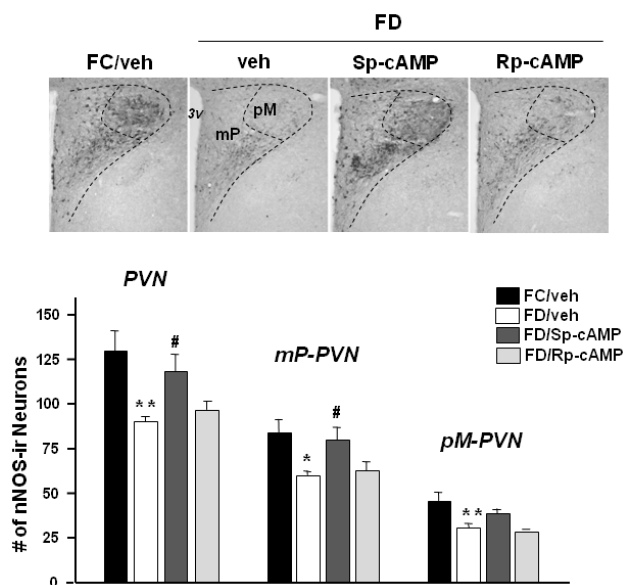 FD
FC/veh veh Sp-cAMP Rp-cAMP
3V pM
mP
PVN
FC/veh
FD/veh
FD/Sp-cAMP
FD/Rp-cAMP
mP-PVN
pM-PVN
# of nNOS-ir Neurons
150
125
100
75
50
25
0
#
**
#
*
**